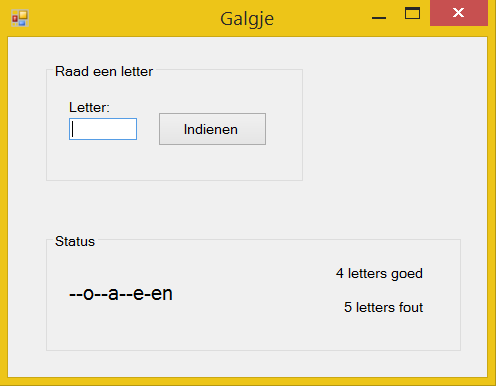 Galgje
Raad een letter
Letter:
Indienen
Status
4 letters goed
--o--a--e-en
5 letters fout